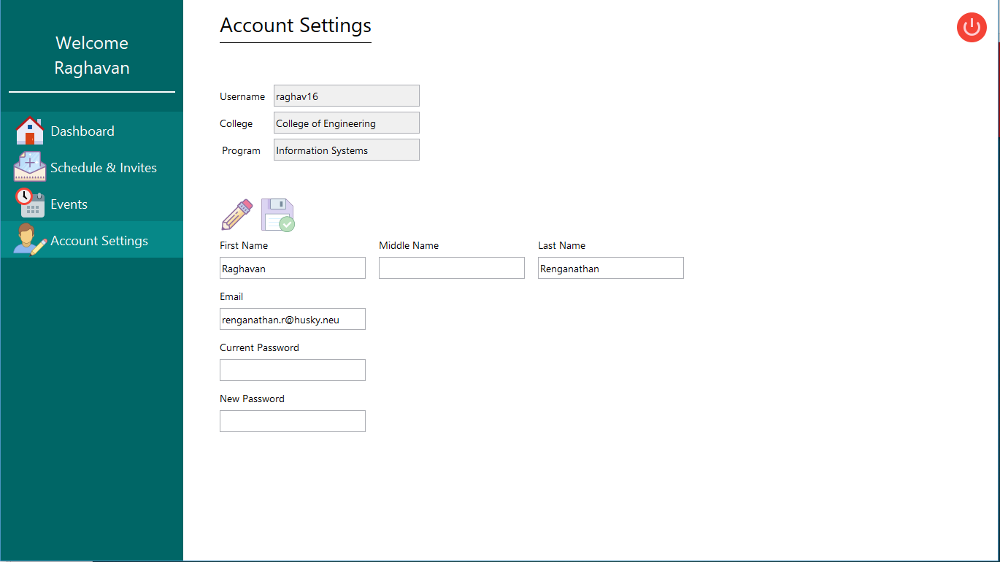 Welcome
Raghavan
Dashboard
Schedule & Invites
Events
Account Settings
Account Settings
Username raghav16
College College of Engineering
Program Information Systems
First Name Middle Name Last Name
Raghavan Renganathan
Email
renganathan.r@husky.neu
Current Password
New Password